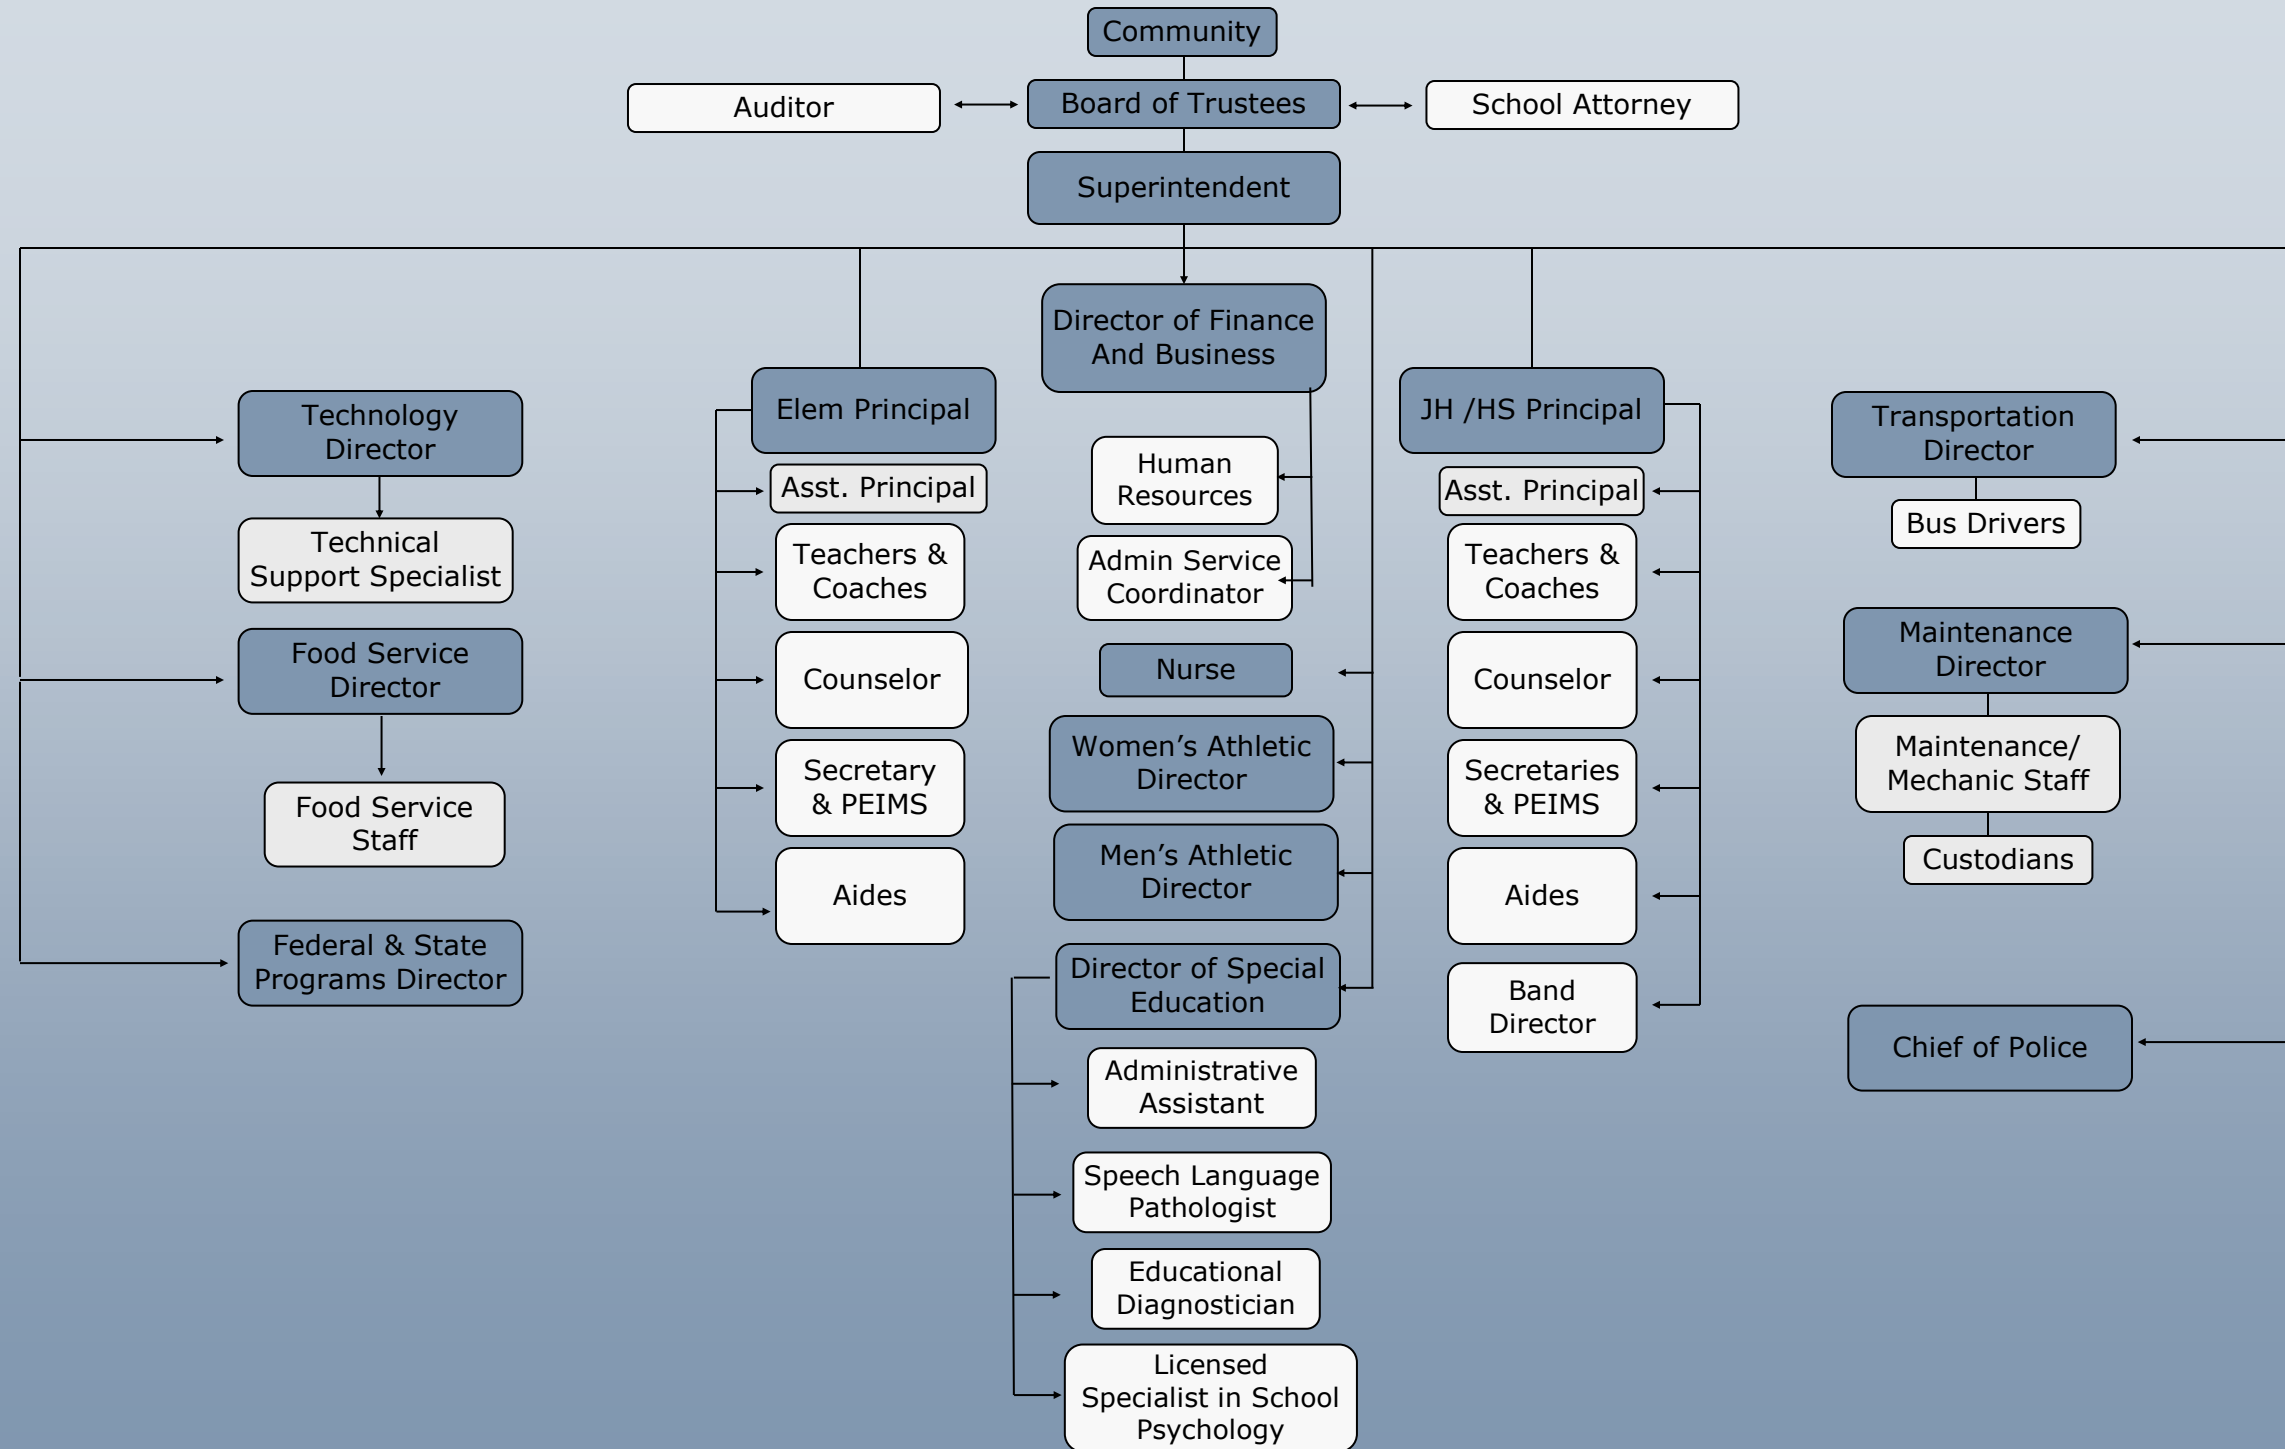 Community
Auditor
Board of Trustees
School Attorney
Superintendent
Director of Finance
And Business
Technology
Director
Technical
Support Specialist
Food Service
Director
Food Service
Staff
Federal & State
Programs Director
Elem Principal
Asst. Principal
Teachers &
Coaches
Counselor
Secretary
& PEIMS
Aides
Human
Resources
Admin Service
Coordinator
Nurse
Women’s Athletic
Director
Men’s Athletic
Director
Director of Special
Education
Administrative
Assistant
Speech Language
Pathologist
Educational
Diagnostician
Licensed
Specialist in School
Psychology
JH /HS Principal
Asst. Principal
Teachers &
Coaches
Counselor
Secretaries
& PEIMS
Aides
Band
Director
Transportation
Director
Bus Drivers
Maintenance
Director
Maintenance/
Mechanic Staff
Custodians
Chief of Police